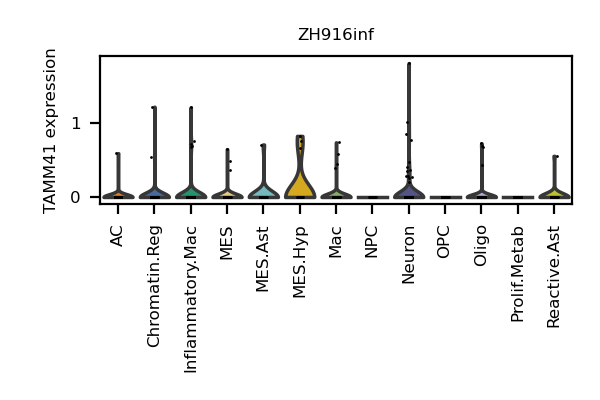 ZH916inf
TAMM41 expression
1
0
AC
Chromatin.Reg
Inflammatory.Mac
MES
MES.Ast
MES.Hyp
Mac
NPC
Neuron
OPC
Oligo
Prolif.Metab
Reactive.Ast